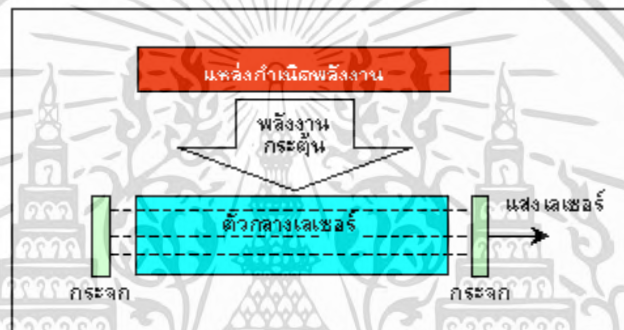 แหล่งกำเนิดพลังงาน
พลังงาน
กระตุ้น
ตัวกลางเลเซอร์
แสงเลเซอร์
กระจก
กระจก